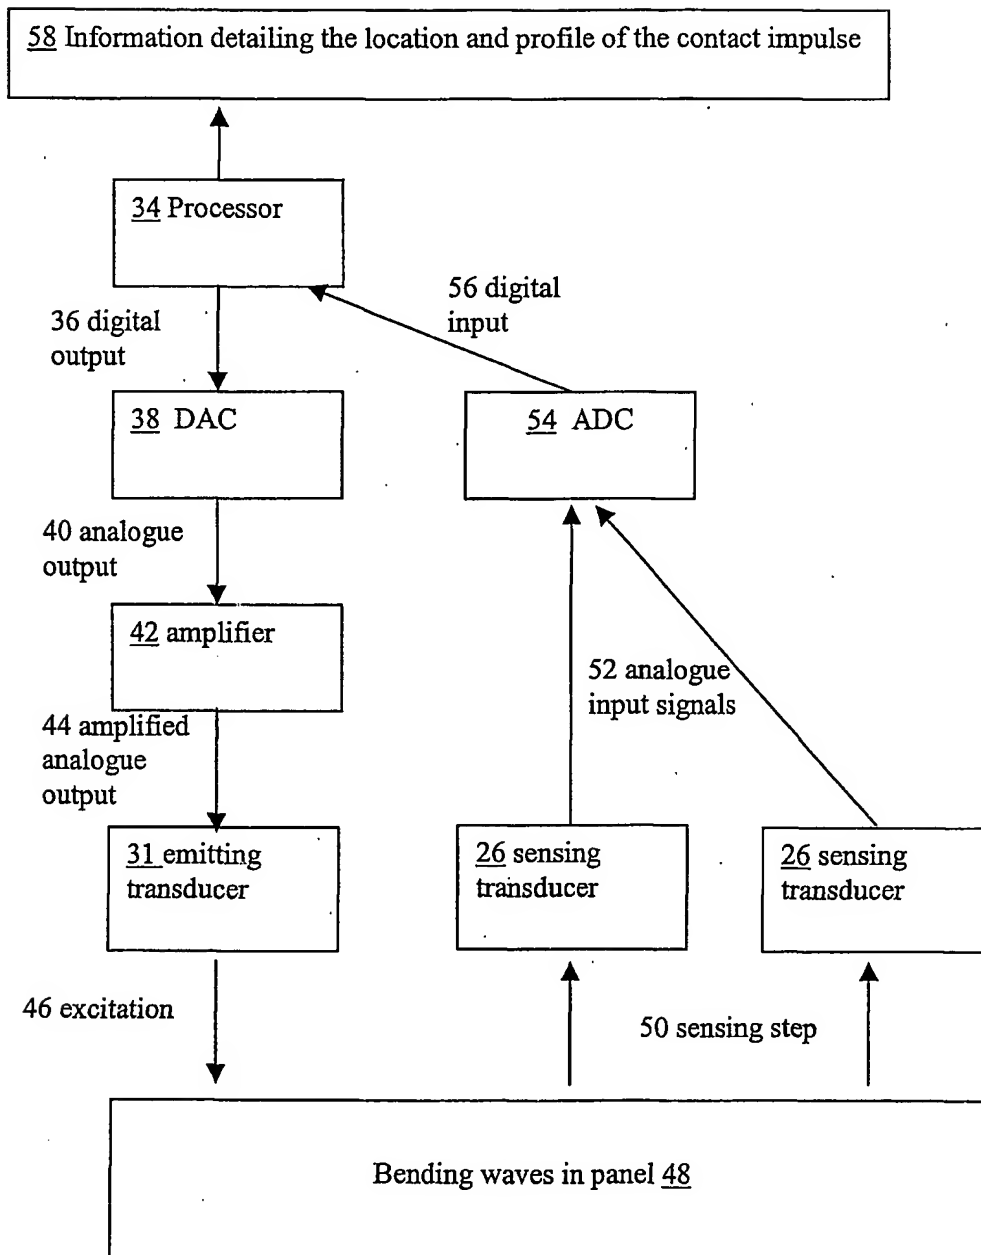 58 Information detailing the location and profile of the contact impulse
34 Processor
56 digital
input
36 digital
output
38 DAC
54 ADC
40 analogue
output
42 amplifier
52 analogue
input signals
44 amplified
analogue
output
31 emitting
transducer
26 sensing
transducer
26 sensing
transducer
46 excitation
50 sensing step
Bending waves in panel 48